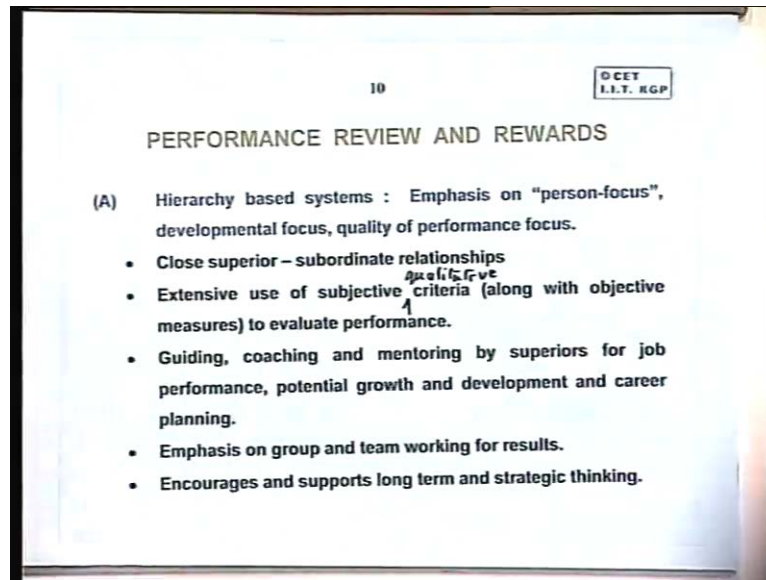 10
© CET
I.I.T. KGP
PERFORMANCE REVIEW AND REWARDS
(A) Hierarchy based systems : Emphasis on “person-focus”,
developmental focus, quality of performance focus.
• Close superior – subordinate relationships
qualitative
• Extensive use of subjective criteria (along with objective
measures) to evaluate performance.
• Guiding, coaching and mentoring by superiors for job
performance, potential growth and development and career
planning.
• Emphasis on group and team working for results.
• Encourages and supports long term and strategic thinking.